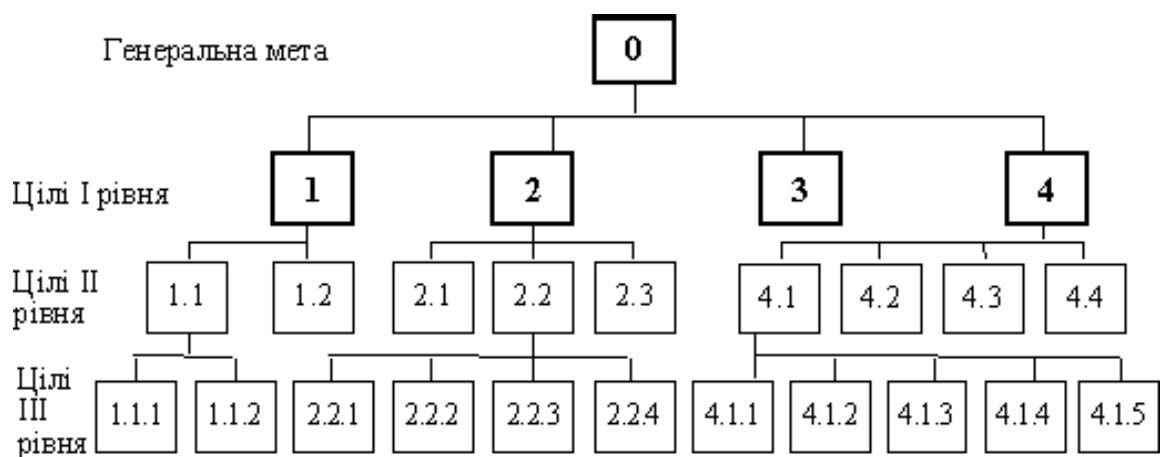 Генеральна мета
0
Цілі І рівня
1 2 3 4
Цілі ІІ
рівня
1.1 1.2 2.1 2.2 2.3 4.1 4.2 4.3 4.4
Цілі
ІІІ
рівня
1.1.1 1.1.2 2.2.1 2.2.2 2.2.3 2.2.4 4.1.1 4.1.2 4.1.3 4.1.4 4.1.5